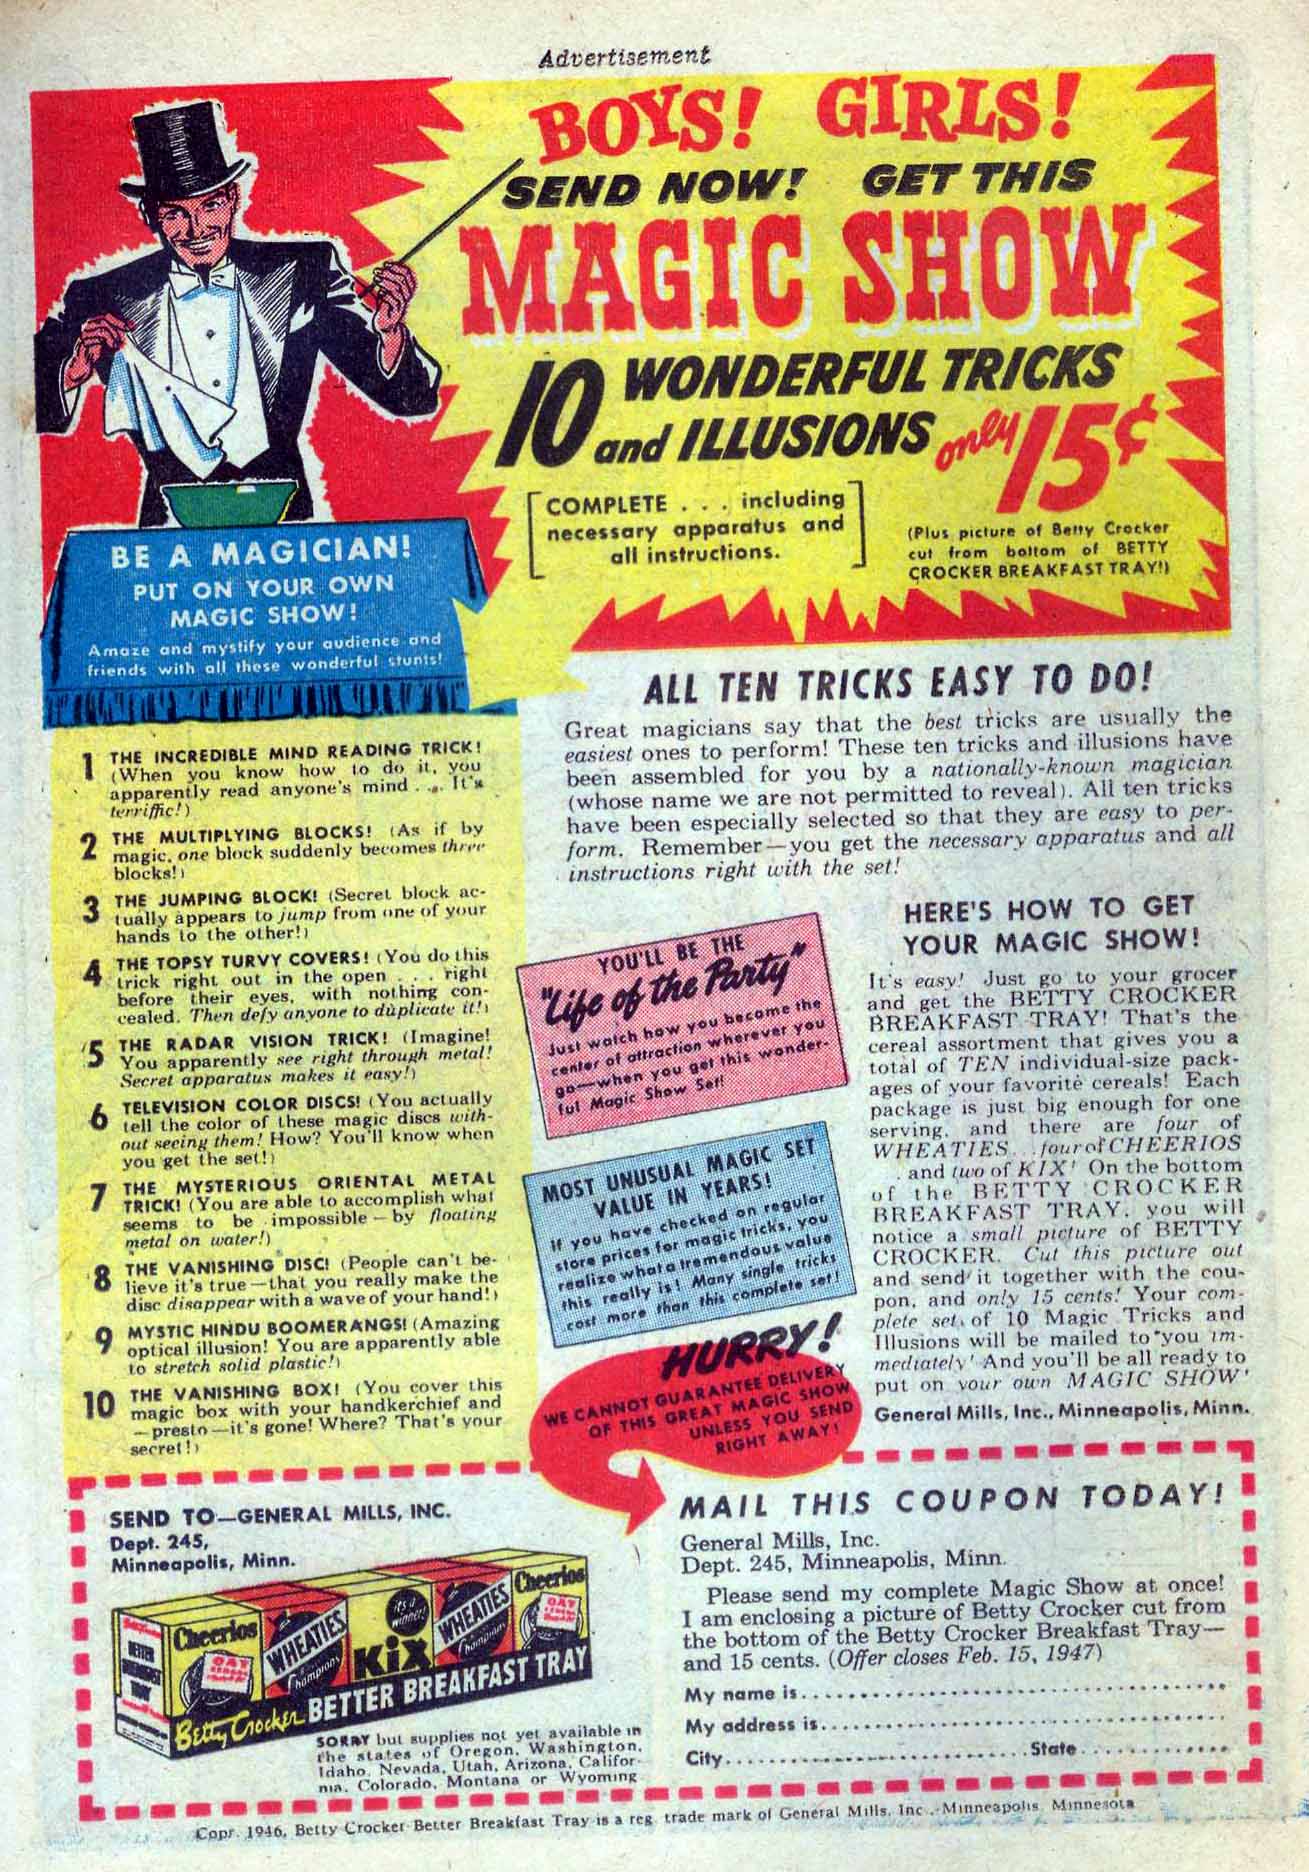 Advertisement
BOYS! GIRLS!
SEND NOW! GET THIS
MAGIC SHOW
10 WONDERFUL TRICKS
and ILLUSIONS only 15¢
COMPLETE . . . including
necessary apparatus and
all instructions.
(Plus picture of Betty Crocker
cut from bottom of BETTY
CROCKER BREAKFAST TRAY!)
BE A MAGICIAN!
PUT ON YOUR OWN
MAGIC SHOW!
Amaze and mystify your audience and
friends with all these wonderful stunts!
1 THE INCREDIBLE MIND READING TRICK!
(When you know how to do it, you
apparently read anyone's mind . . . It's
terriffic!)
2 THE MULTIPLYING BLOCKS! (As if by
magic, one block suddenly becomes three
blocks!)
3 THE JUMPING BLOCK! (Secret block ac-
tually appears to jump from one of your
hands to the other!)
4 THE TOPSY TURVY COVERS! (You do this
trick right out in the open . . . right
before their eyes, with nothing con-
cealed. Then defy anyone to duplicate it!)
5 THE RADAR VISION TRICK! (Imagine!
You apparently see right through metal!
Secret apparatus makes it easy!)
6 TELEVISION COLOR DISCS! (You actually
tell the color of these magic discs with-
out seeing them! How? You'll know when
you get the set!)
7 THE MYSTERIOUS ORIENTAL METAL
TRICK! (You are able to accomplish what
seems to be impossible — by floating
metal on water!)
8 THE VANISHING DISC! (People can't be-
lieve it's true—that you really make the
disc disappear with a wave of your hand!)
9 MYSTIC HINDU BOOMERANGS! (Amazing
optical illusion! You are apparently able
to stretch solid plastic!)
10 THE VANISHING BOX! (You cover this
magic box with your handkerchief and
—presto—it's gone! Where? That's your
secret!)
ALL TEN TRICKS EASY TO DO!
Great magicians say that the best tricks are usually the
easiest ones to perform! These ten tricks and illusions have
been assembled for you by a nationally-known magician
(whose name we are not permitted to reveal). All ten tricks
have been especially selected so that they are easy to per-
form. Remember—you get the necessary apparatus and all
instructions right with the set!
YOU'LL BE THE
"Life of the Party"
Just watch how you become the
center of attraction wherever you
go—when you get this wonder-
ful Magic Show Set!
MOST UNUSUAL MAGIC SET
VALUE IN YEARS!
If you have checked on regular
store prices for magic tricks, you
realize what a tremendous value
this really is! Many single tricks
cost more than this complete set!
HURRY!
WE CANNOT GUARANTEE DELIVERY
OF THIS GREAT MAGIC SHOW
UNLESS YOU SEND
RIGHT AWAY!
HERE'S HOW TO GET
YOUR MAGIC SHOW!
It's easy! Just go to your grocer
and get the BETTY CROCKER
BREAKFAST TRAY! That's the
cereal assortment that gives you a
total of TEN individual-size pack-
ages of your favorite cereals! Each
package is just big enough for one
serving, and there are four of
WHEATIES . . . four of CHEERIOS
. . and two of KIX! On the bottom
of the BETTY CROCKER
BREAKFAST TRAY, you will
notice a small picture of BETTY
CROCKER. Cut this picture out
and send it together with the cou-
pon, and only 15 cents! Your com-
plete set, of 10 Magic Tricks and
Illusions will be mailed to you im-
mediately! And you'll be all ready to
put on your own MAGIC SHOW!
General Mills, Inc., Minneapolis, Minn.
SEND TO—GENERAL MILLS, INC.
Dept. 245,
Minneapolis, Minn.
Cheerios
WHEATIES
Champions
it's a winner!
KiX
WHEATIES
Champions
Cheerios
OAT
OAT
BETTER
BREAKFAST
TRAY
Betty Crocker BETTER BREAKFAST TRAY
SORRY but supplies not yet available in
the states of Oregon, Washington,
Idaho, Nevada, Utah, Arizona, Califor-
nia, Colorado, Montana or Wyoming
MAIL THIS COUPON TODAY!
General Mills, Inc.
Dept. 245, Minneapolis, Minn.
Please send my complete Magic Show at once!
I am enclosing a picture of Betty Crocker cut from
the bottom of the Betty Crocker Breakfast Tray—
and 15 cents. (Offer closes Feb. 15, 1947)
My name is
My address is
City State
Copr. 1946, Betty Crocker Better Breakfast Tray is a reg. trade mark of General Mills, Inc., Minneapolis, Minnesota